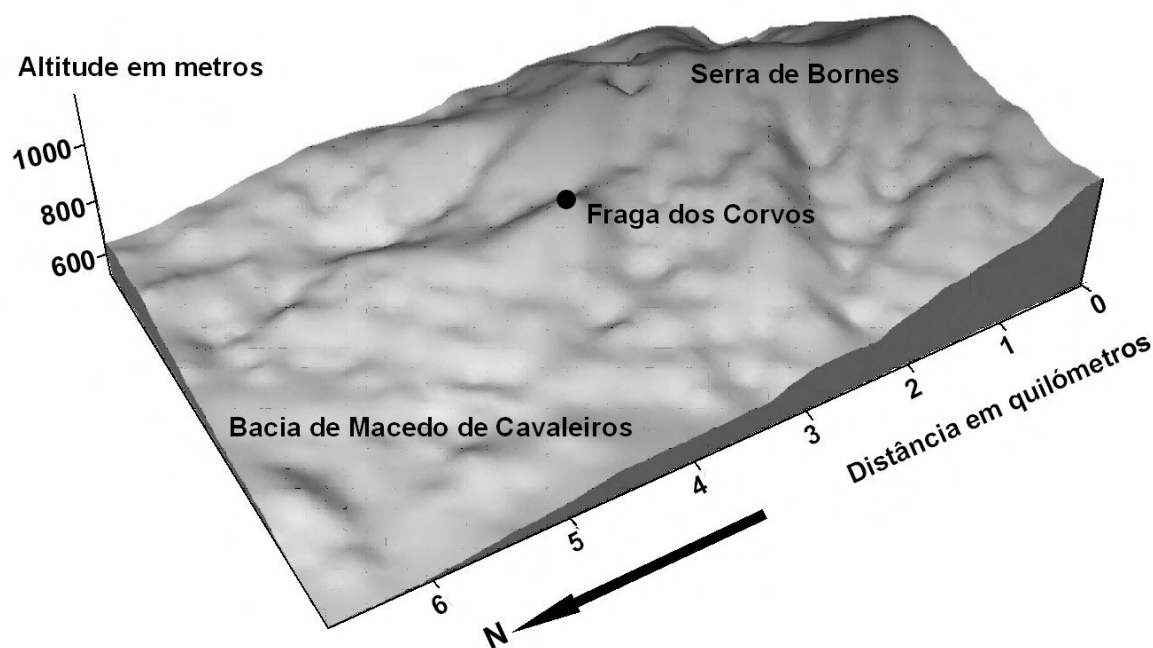 Altitude em metros
Serra de Bornes
1000
800
600
Fraga dos Corvos
Bacia de Macedo de Cavaleiros
0
1
2
3
4
5
6
Distância em quilómetros
N